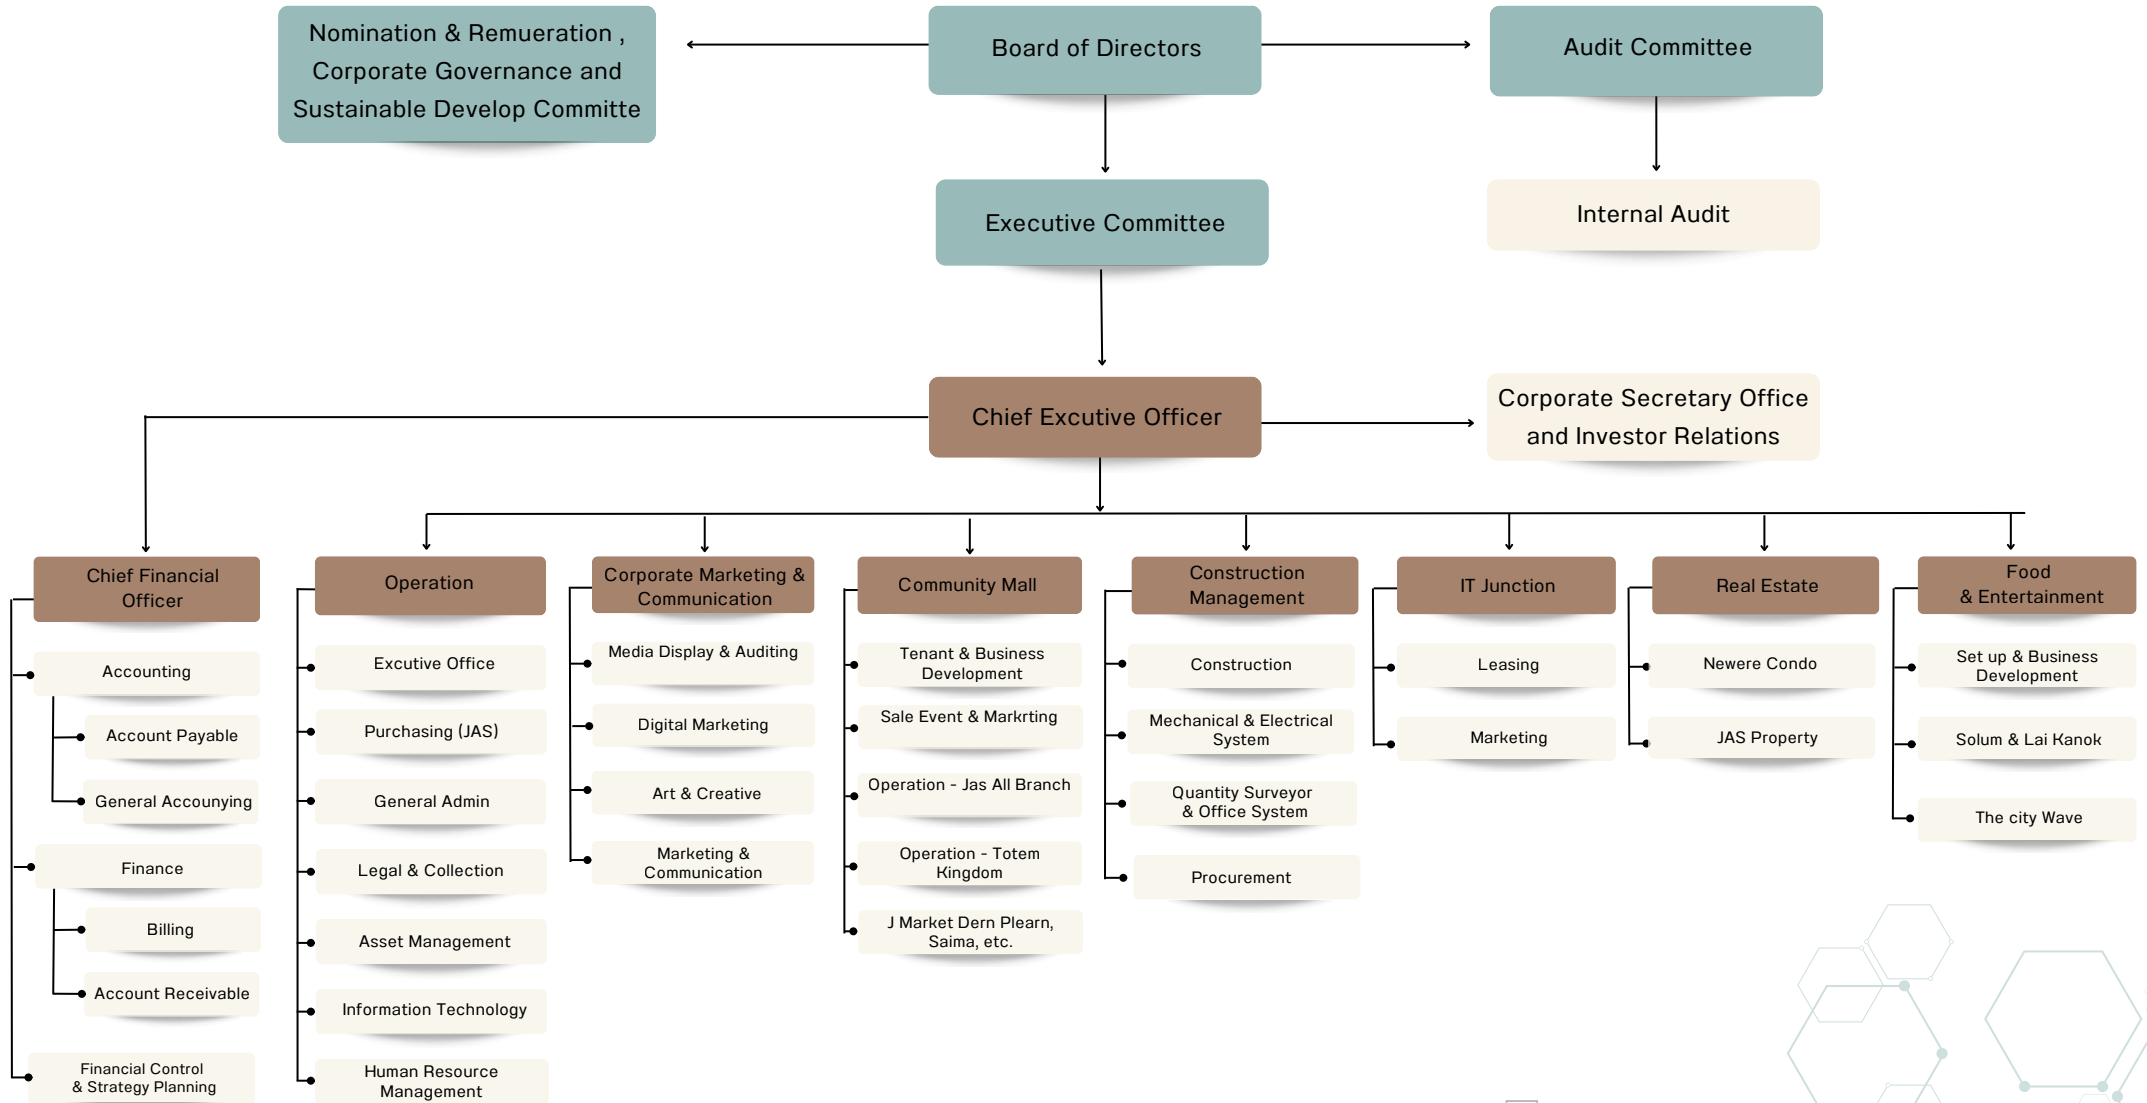 Nomination & Remueration ,
Corporate Governance and
Sustainable Develop Committe
Board of Directors
Audit Committee
Executive Committee
Internal Audit
Chief Excutive Officer
Corporate Secretary Office
and Investor Relations
Chief Financial
Officer
Accounting
Account Payable
General Accounying
Finance
Billing
Account Receivable
Financial Control
& Strategy Planning
Operation
Excutive Office
Purchasing (JAS)
General Admin
Legal & Collection
Asset Management
Information Technology
Human Resource
Management
Corporate Marketing &
Communication
Media Display & Auditing
Digital Marketing
Art & Creative
Marketing &
Communication
Community Mall
Tenant & Business
Development
Sale Event & Markrting
Operation - Jas All Branch
Operation - Totem
Kingdom
J Market Dern Plearn,
Saima, etc.
Construction
Management
Construction
Mechanical & Electrical
System
Quantity Surveyor
& Office System
Procurement
IT Junction
Leasing
Marketing
Real Estate
Newere Condo
JAS Property
Food
& Entertainment
Set up & Business
Development
Solum & Lai Kanok
The city Wave